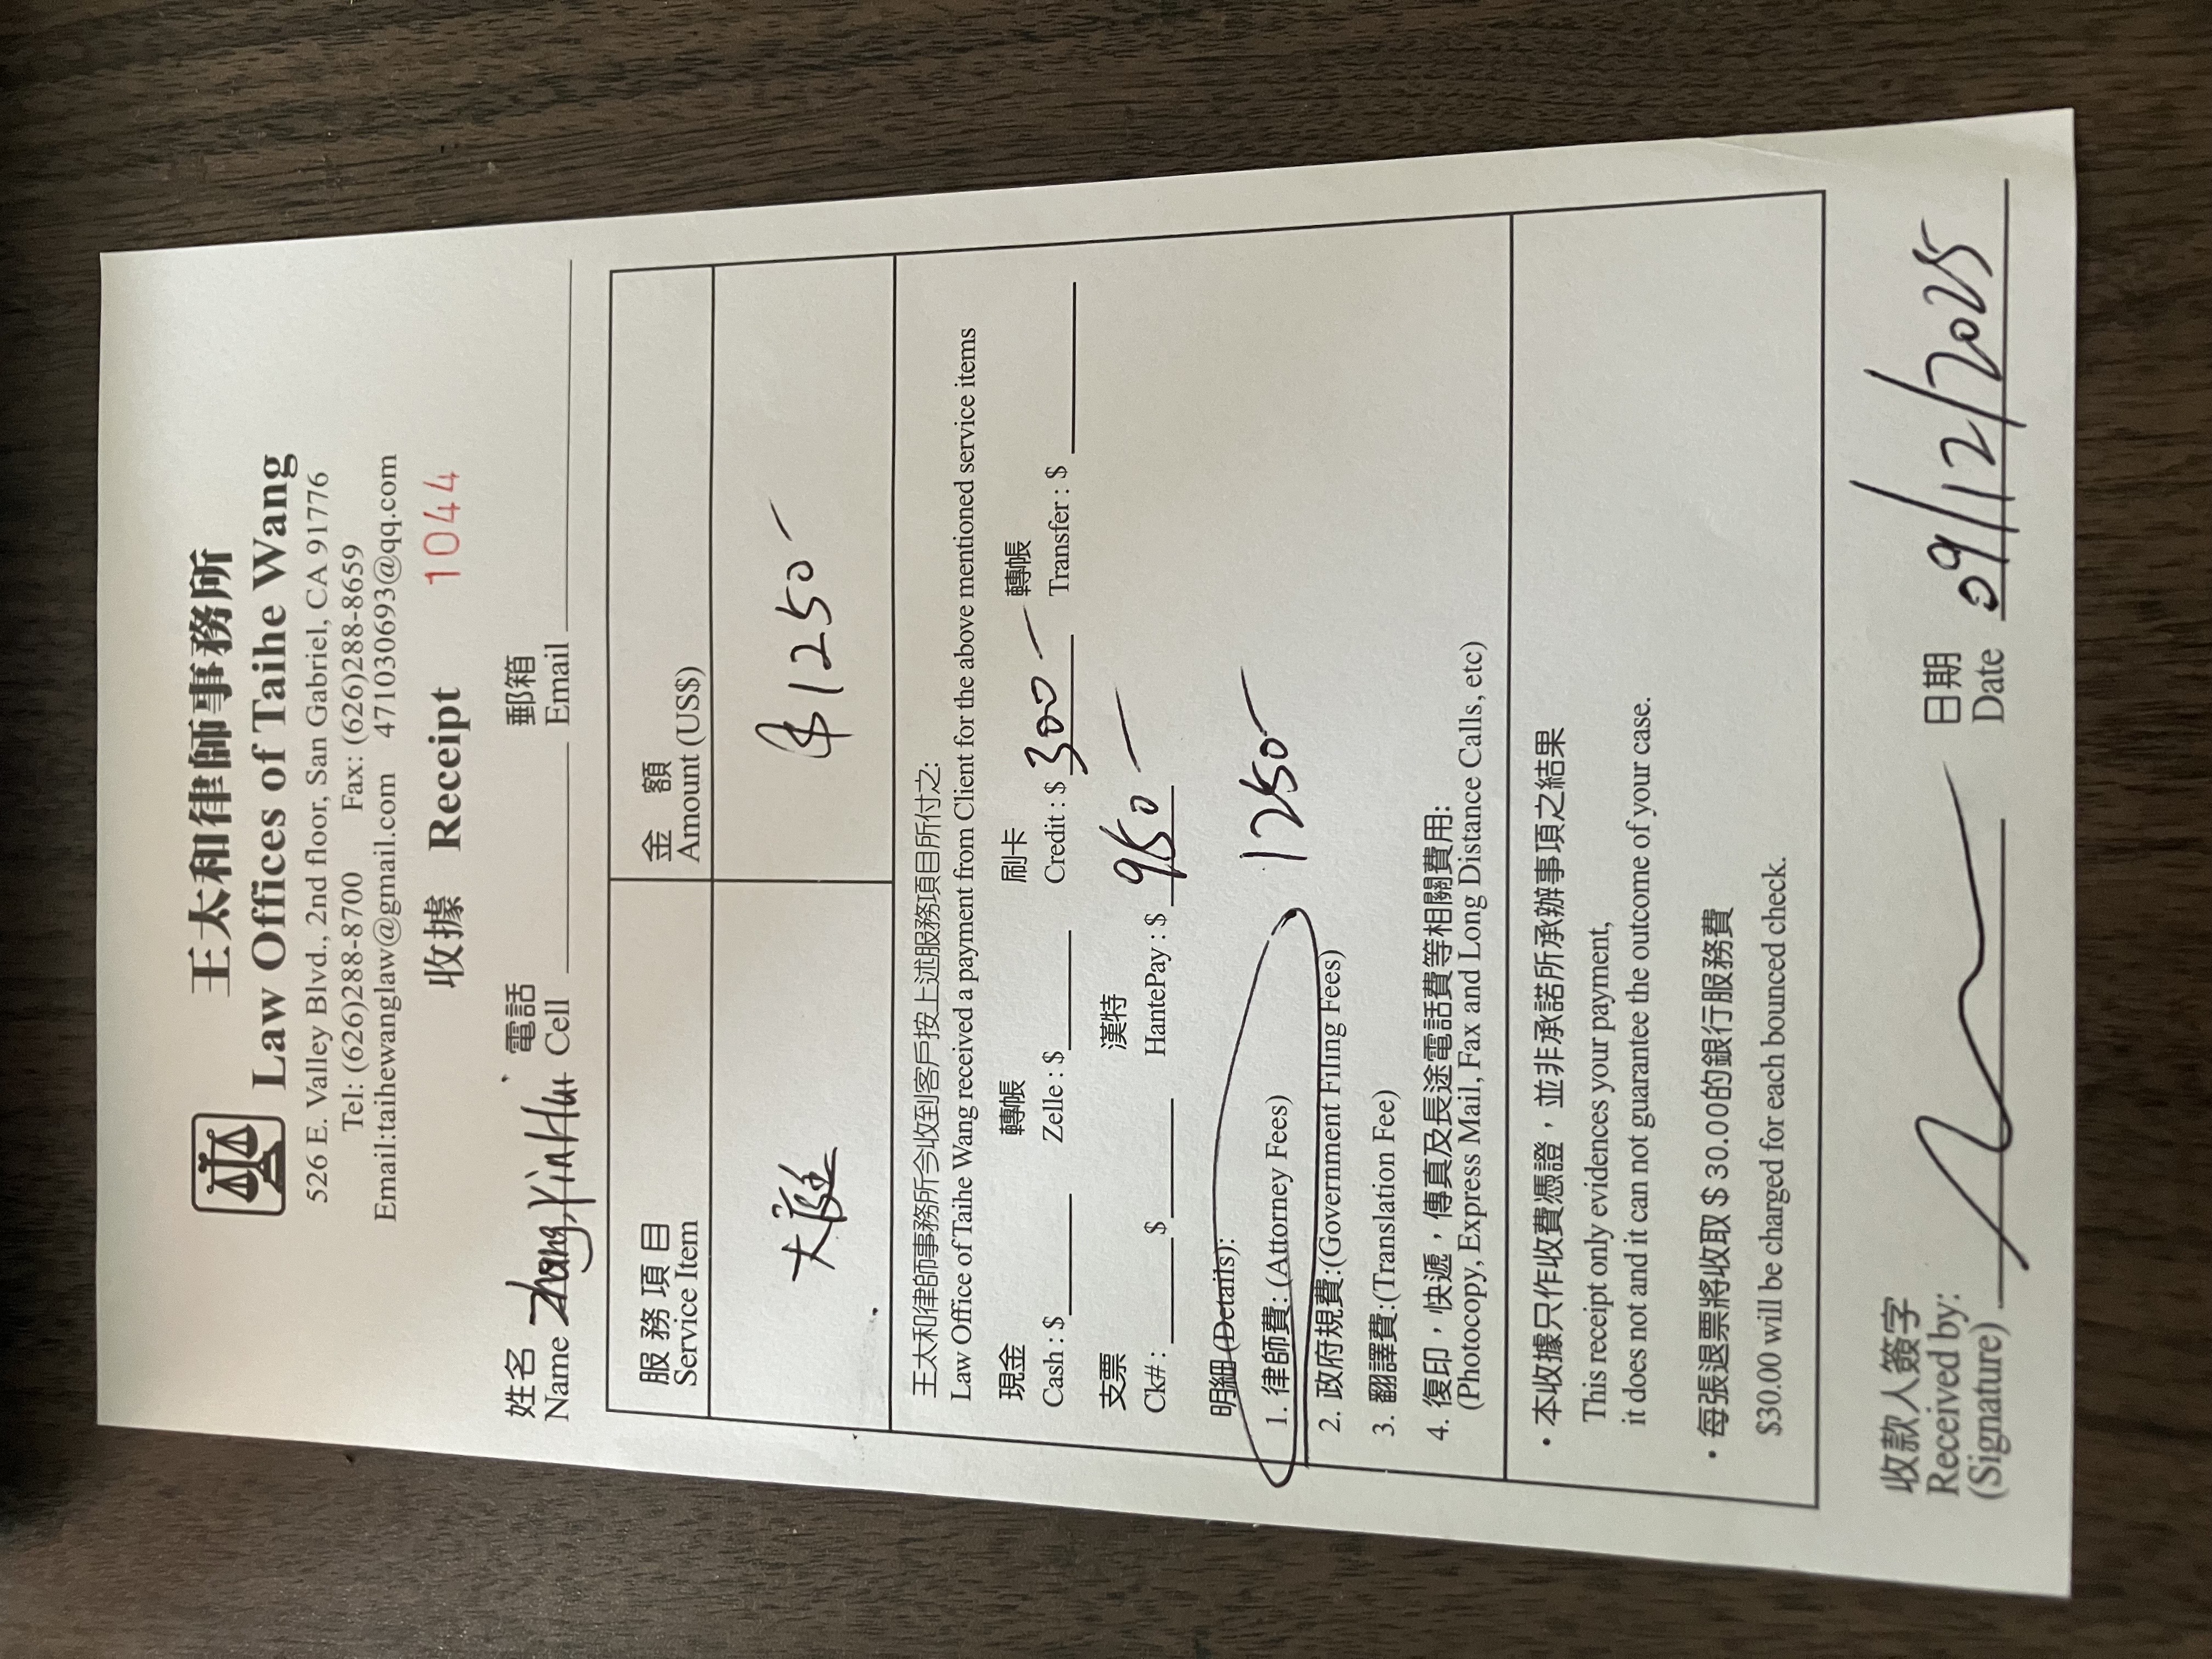 王太和律師事務所
Law Offices of Taihe Wang
526 E. Valley Blvd., 2nd floor, San Gabriel, CA 91776
Tel: (626)288-8700 Fax: (626)288-8659
Email:taihewanglaw@gmail.com 471030693@qq.com
收據 Receipt 1044
姓名 電話 郵箱
Name Zhang, Cell Email
服務項目 金額
Service Item Amount (US$)
大 $1250
王太和律師事務所今收到客戶按上述服務項目所付之:
Law Office of Taihe Wang received a payment from Client for the above mentioned service items
現金 轉帳 刷卡 轉帳
Cash : $ Zelle : $ Credit : $ 300 Transfer : $
支票 漢特
Ck# : $ HantePay : $ 950
明細(Details):
1. 律師費: (Attorney Fees) 1250
2. 政府規費:(Government Filing Fees)
3. 翻譯費:(Translation Fee)
4. 復印，快遞，傳真及長途電話費等相關費用:
(Photocopy, Express Mail, Fax and Long Distance Calls, etc)
・本收據只作收費憑證，並非承諾所承辦事項之結果
This receipt only evidences your payment,
it does not and it can not guarantee the outcome of your case.
・每張退票將收取＄30.00的銀行服務費
$30.00 will be charged for each bounced check.
收款人簽字 日期
Received by: Date 09/12/2025
(Signature)